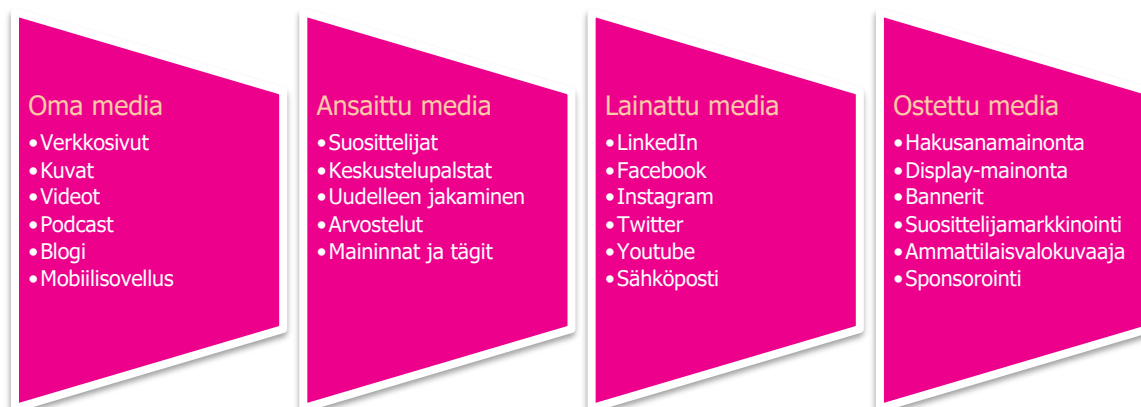 Oma media
•Verkkosivut
•Kuvat
•Videot
•Podcast
•Blogi
•Mobiilisovellus
Ansaittu media
•Suosittelijat
•Keskustelupalstat
•Uudelleen jakaminen
•Arvostelut
•Maininnat ja tägit
Lainattu media
•LinkedIn
•Facebook
•Instagram
•Twitter
•Youtube
•Sähköposti
Ostettu media
•Hakusanamainonta
•Display-mainonta
•Bannerit
•Suosittelijamarkkinointi
•Ammattilaisvalokuvaaja
•Sponsorointi